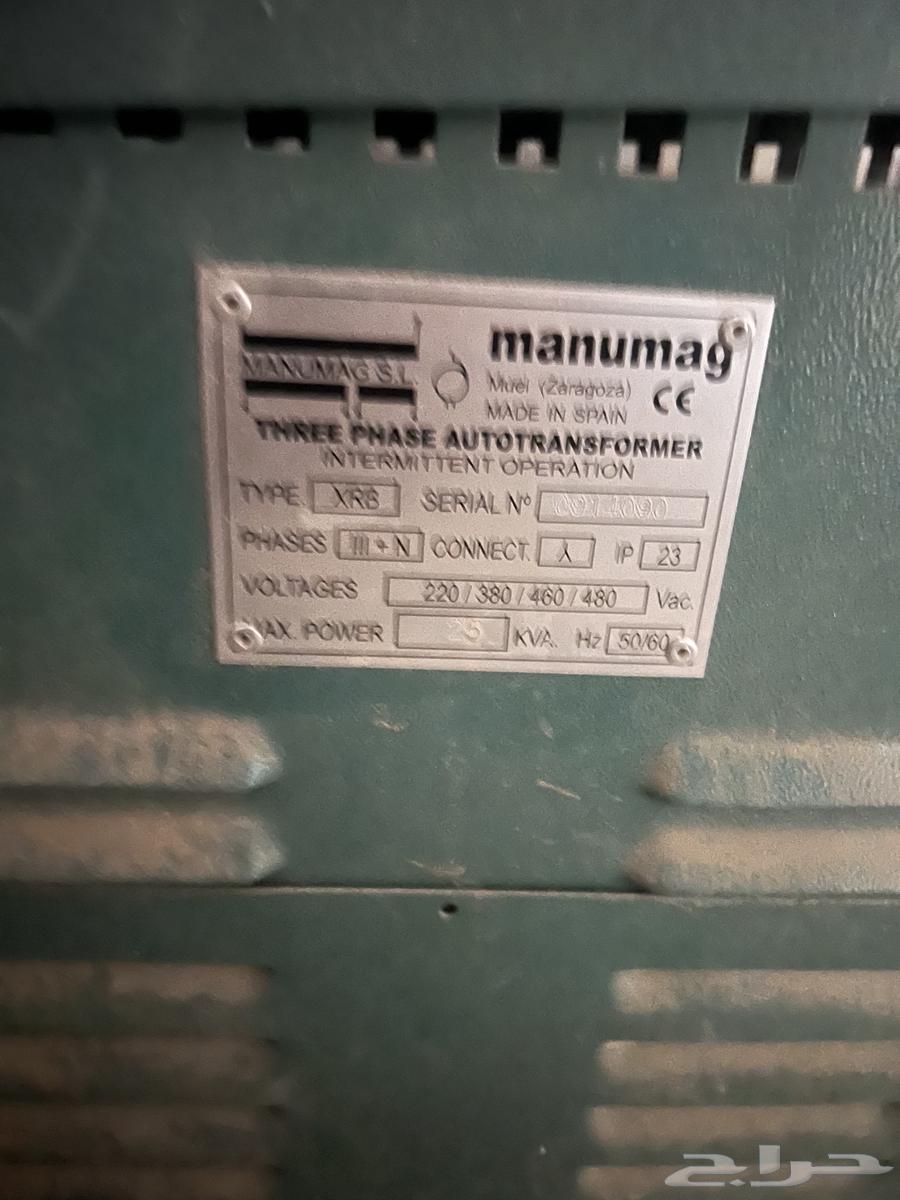 MANUMAG S.L.
manumag
Muel (Zaragoza)
CE
MADE IN SPAIN
THREE PHASE AUTOTRANSFORMER
INTERMITTENT OPERATION
TYPE XR8 SERIAL Nº
PHASES III + N CONNECT. IP 23
VOLTAGES 220 / 380 / 460 / 480 Vac.
MAX. POWER 25 KVA. Hz 50/60
حراج